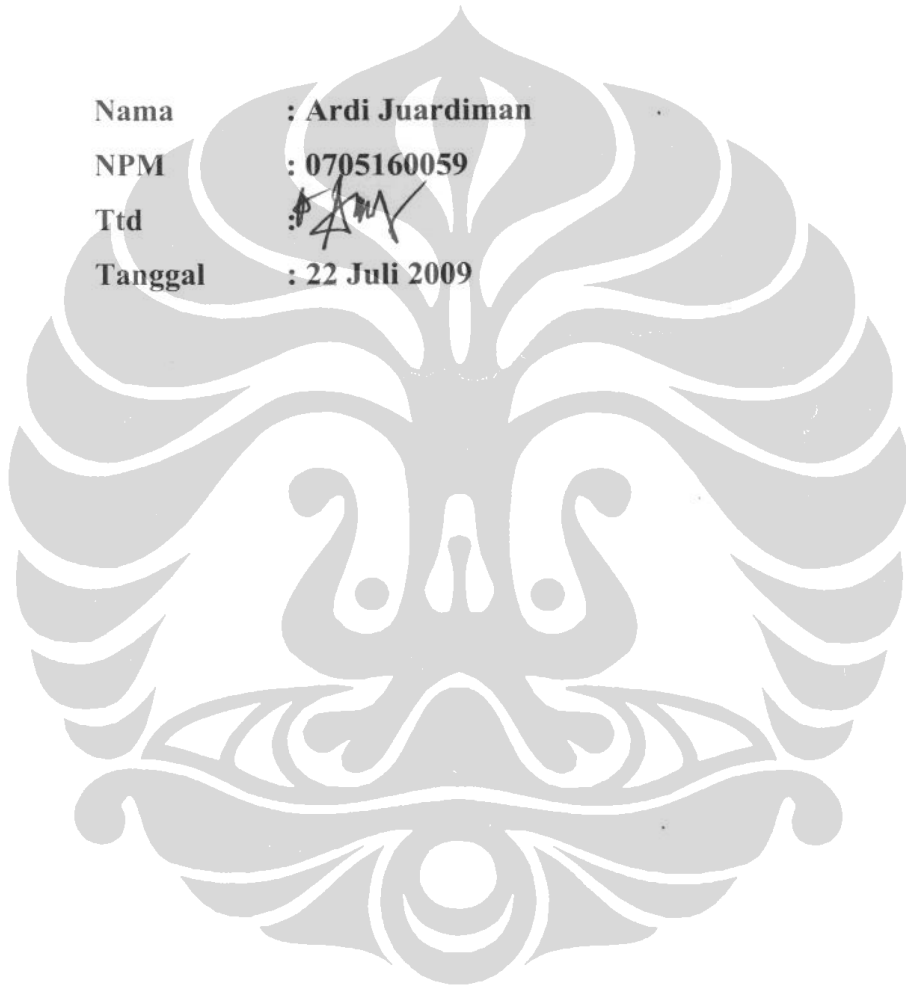 Nama : Ardi Juardiman
NPM : 0705160059
Ttd :
Tanggal : 22 Juli 2009